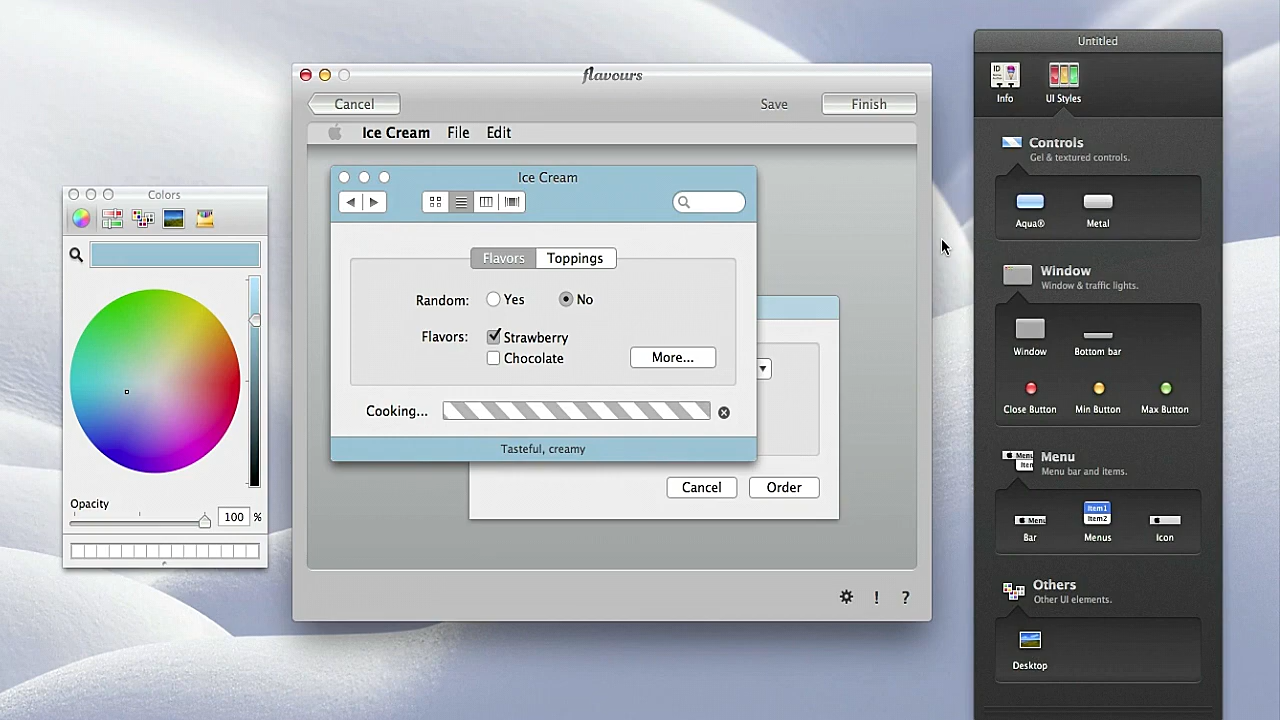 Untitled
flavours
Cancel
Save
Finish
Info
UI Styles
Ice Cream File Edit
Controls
Gel & textured controls.
Ice Cream
Colors
Aqua®
Metal
Flavors
Toppings
Window
Window & traffic lights.
Random:
Yes
No
Flavors:
Strawberry
Chocolate
More...
Window
Bottom bar
Cooking...
Close Button
Min Button
Max Button
Tasteful, creamy
Menu
Menu bar and items.
Cancel
Order
Opacity
100 %
Item1
Item2
Bar
Menus
Icon
Others
Other UI elements.
! ?
Desktop